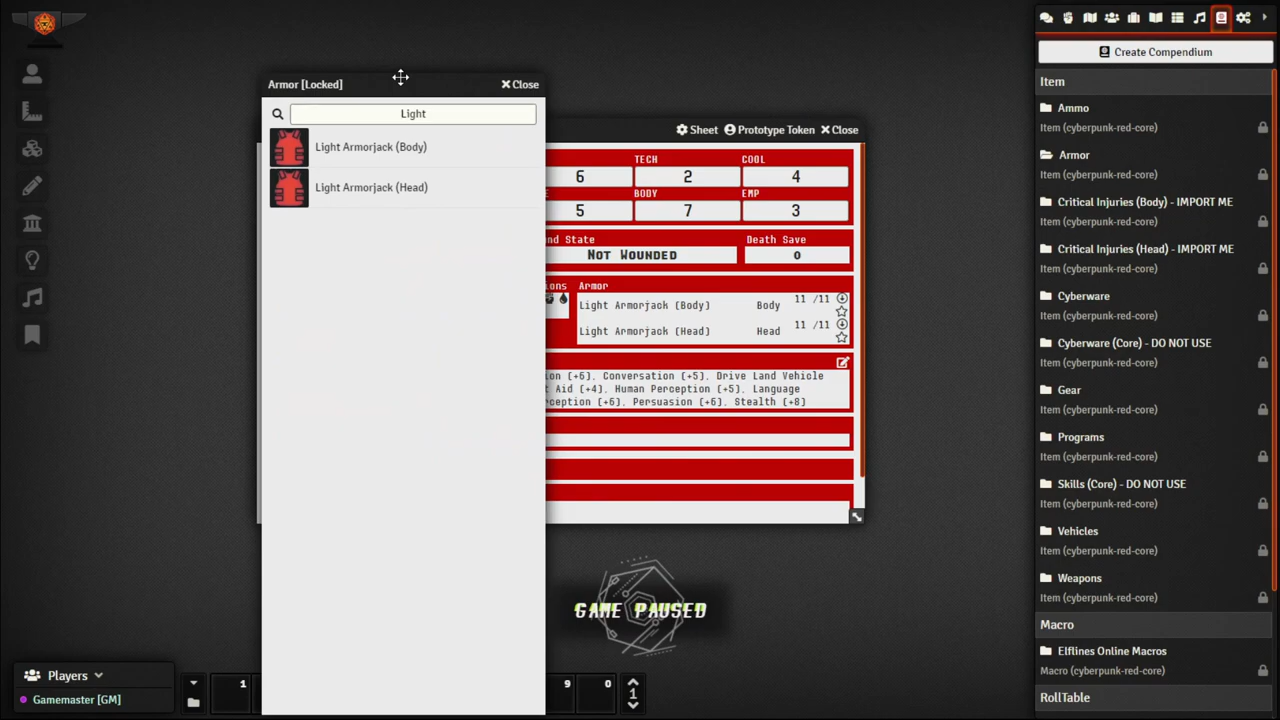 Armor [Locked]
Close
Light
Light Armorjack (Body)
Light Armorjack (Head)
Sheet
Prototype Token
Close
TECH
COOL
6
2
4
BODY
EMP
5
7
3
nd State
Death Save
Not Wounded
0
ions
Armor
Light Armorjack (Body) Body 11 /11
Light Armorjack (Head) Head 11 /11
ion (+6), Conversation (+5), Drive Land Vehicle
t Aid (+4), Human Perception (+5), Language
rception (+6), Persuasion (+6), Stealth (+8)
GAME PAUSED
Players
Gamemaster [GM]
1
9
0
1
Create Compendium
Item
Ammo
Item (cyberpunk-red-core)
Armor
Item (cyberpunk-red-core)
Critical Injuries (Body) - IMPORT ME
Item (cyberpunk-red-core)
Critical Injuries (Head) - IMPORT ME
Item (cyberpunk-red-core)
Cyberware
Item (cyberpunk-red-core)
Cyberware (Core) - DO NOT USE
Item (cyberpunk-red-core)
Gear
Item (cyberpunk-red-core)
Programs
Item (cyberpunk-red-core)
Skills (Core) - DO NOT USE
Item (cyberpunk-red-core)
Vehicles
Item (cyberpunk-red-core)
Weapons
Item (cyberpunk-red-core)
Macro
Elflines Online Macros
Macro (cyberpunk-red-core)
RollTable